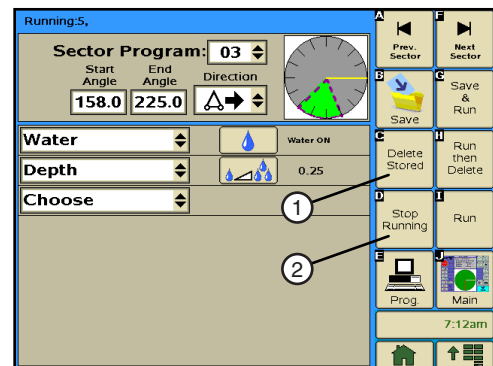 Running:5,
Sector Program: 03
Start Angle
End Angle
Direction
158.0
225.0
Water
Water ON
Depth
0.25
Choose
A
Prev. Sector
F
Next Sector
B
Save
G
Save & Run
C
Delete Stored
H
Run then Delete
D
Stop Running
I
Run
E
Prog.
J
Main
7:12am
1
2